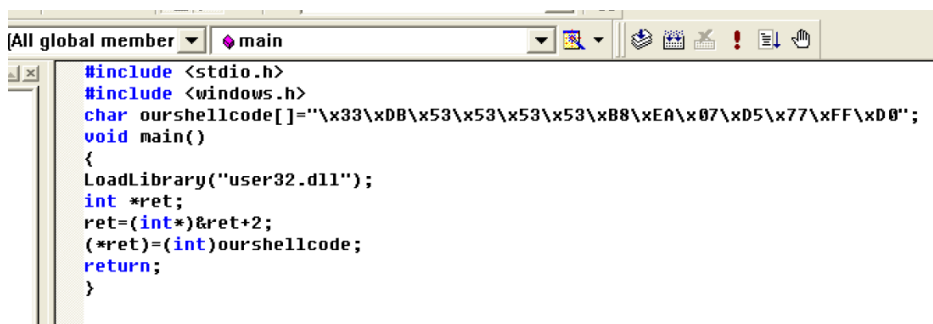 (All global member main
#include <stdio.h>
#include <windows.h>
char ourshellcode[]="\x33\xDB\x53\x53\x53\x53\xB8\xEA\x07\xD5\x77\xFF\xD0";
void main()
{
LoadLibrary("user32.dll");
int *ret;
ret=(int*)&ret+2;
(*ret)=(int)ourshellcode;
return;
}